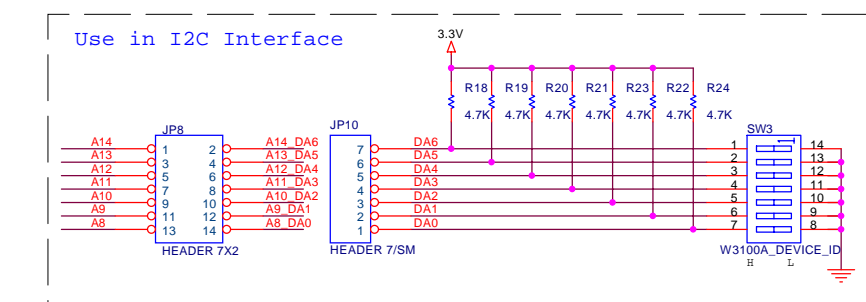 Use in I2C Interface
3.3V
R18 R19 R20 R21 R23 R22 R24
4.7K 4.7K 4.7K 4.7K 4.7K 4.7K 4.7K
JP8 JP10 SW3
A14 1 2 A14_DA6 7 DA6 1 1 14
A13 3 4 A13_DA5 6 DA5 2 13
A12 5 6 A12_DA4 5 DA4 3 12
A11 7 8 A11_DA3 4 DA3 4 11
A10 9 10 A10_DA2 3 DA2 5 10
A9 11 12 A9_DA1 2 DA1 6 9
A8 13 14 A8_DA0 1 DA0 7 8
HEADER 7X2 HEADER 7/SM W3100A_DEVICE_ID
H L